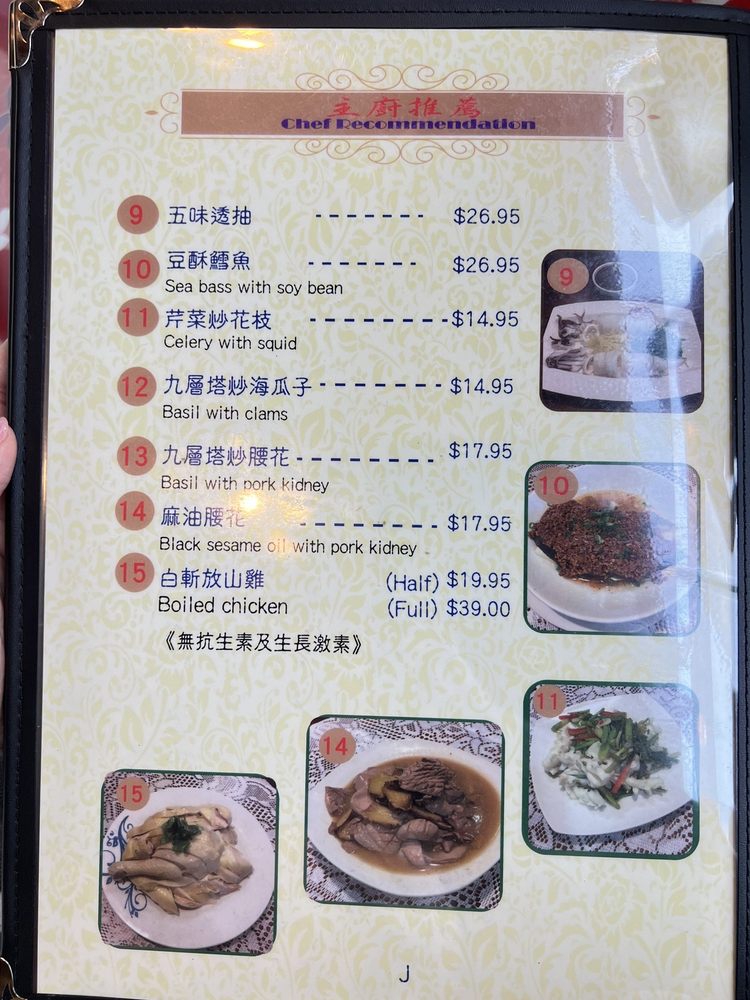 主廚推薦
Chef Recommendation
9 五味透抽 - - - - - - - $26.95
10 豆酥鱈魚 - - - - - - - $26.95
Sea bass with soy bean
11 芹菜炒花枝 - - - - - - - - - $14.95
Celery with squid
12 九層塔炒海瓜子 - - - - - - - - $14.95
Basil with clams
13 九層塔炒腰花 - - - - - - - - - $17.95
Basil with pork kidney
14 麻油腰花 - - - - - - - - - $17.95
Black sesame oil with pork kidney
15 白斬放山雞 (Half) $19.95
Boiled chicken (Full) $39.00
《無抗生素及生長激素》
9
10
11
14
15
J